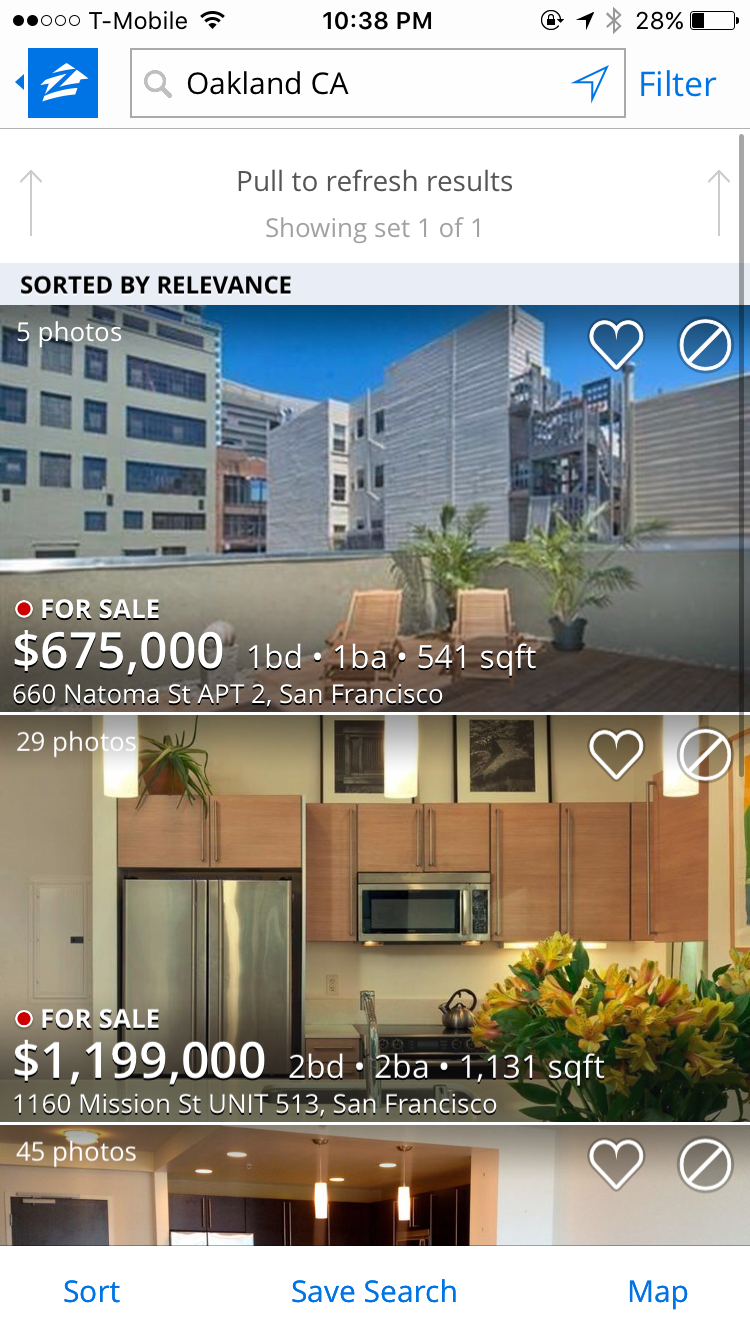 T-Mobile 10:38 PM 28%
Oakland CA Filter
Pull to refresh results
Showing set 1 of 1
SORTED BY RELEVANCE
5 photos
FOR SALE
$675,000 1bd • 1ba • 541 sqft
660 Natoma St APT 2, San Francisco
29 photos
FOR SALE
$1,199,000 2bd • 2ba • 1,131 sqft
1160 Mission St UNIT 513, San Francisco
45 photos
Sort Save Search Map